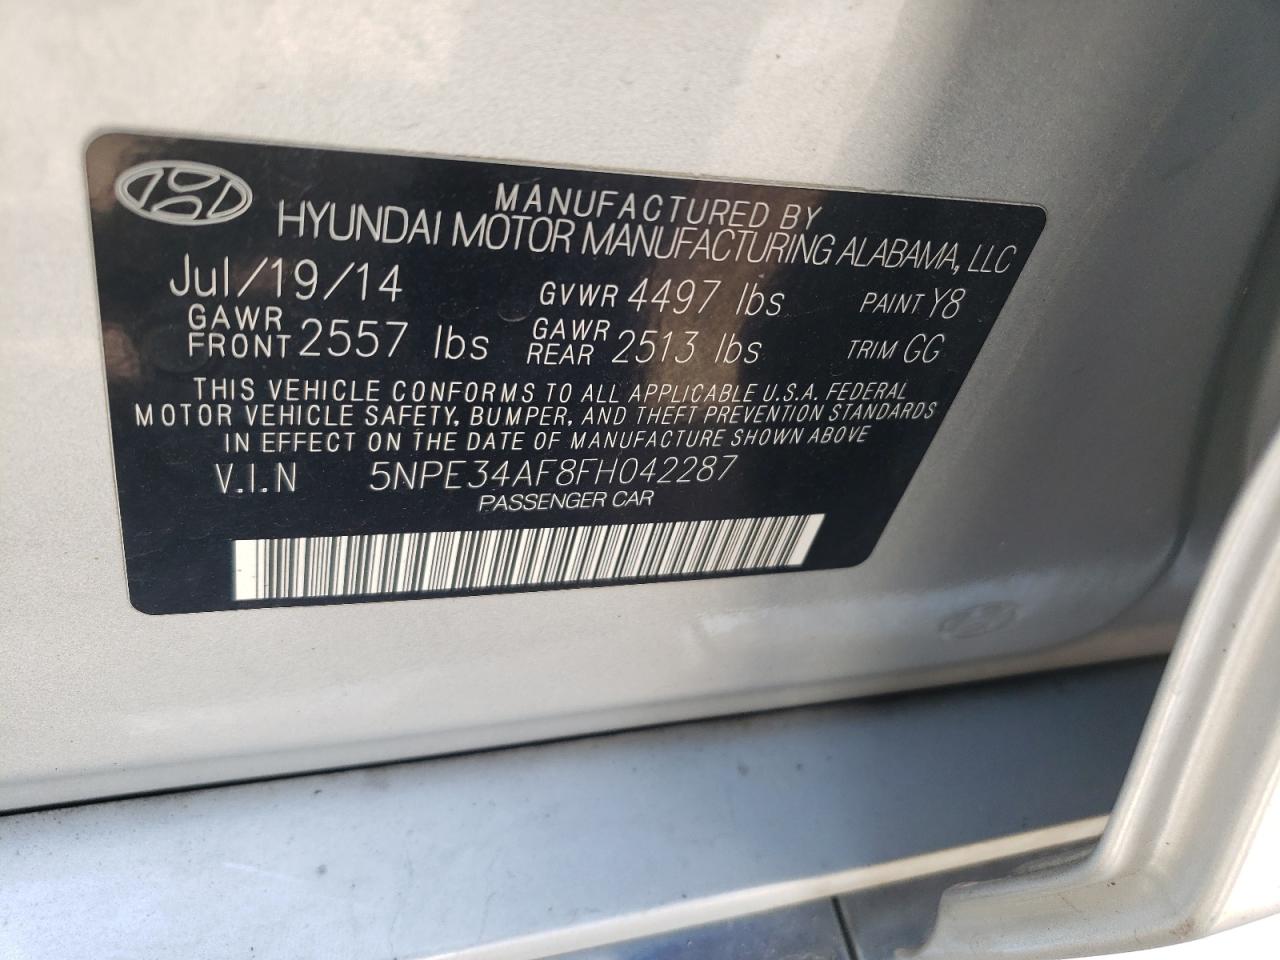 MANUFACTURED BY
HYUNDAI MOTOR MANUFACTURING ALABAMA, LLC
Jul/19/14 GVWR 4497 lbs PAINT Y8
GAWR FRONT 2557 lbs GAWR REAR 2513 lbs TRIM GG
THIS VEHICLE CONFORMS TO ALL APPLICABLE U.S.A. FEDERAL
MOTOR VEHICLE SAFETY, BUMPER, AND THEFT PREVENTION STANDARDS
IN EFFECT ON THE DATE OF MANUFACTURE SHOWN ABOVE
V.I.N 5NPE34AF8FH042287
PASSENGER CAR